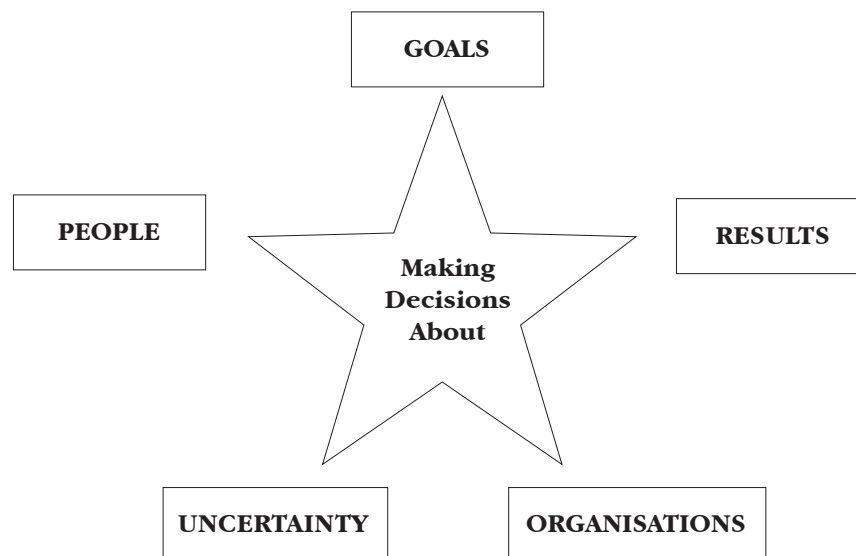 GOALS
PEOPLE
RESULTS
Making
Decisions
About
UNCERTAINTY
ORGANISATIONS